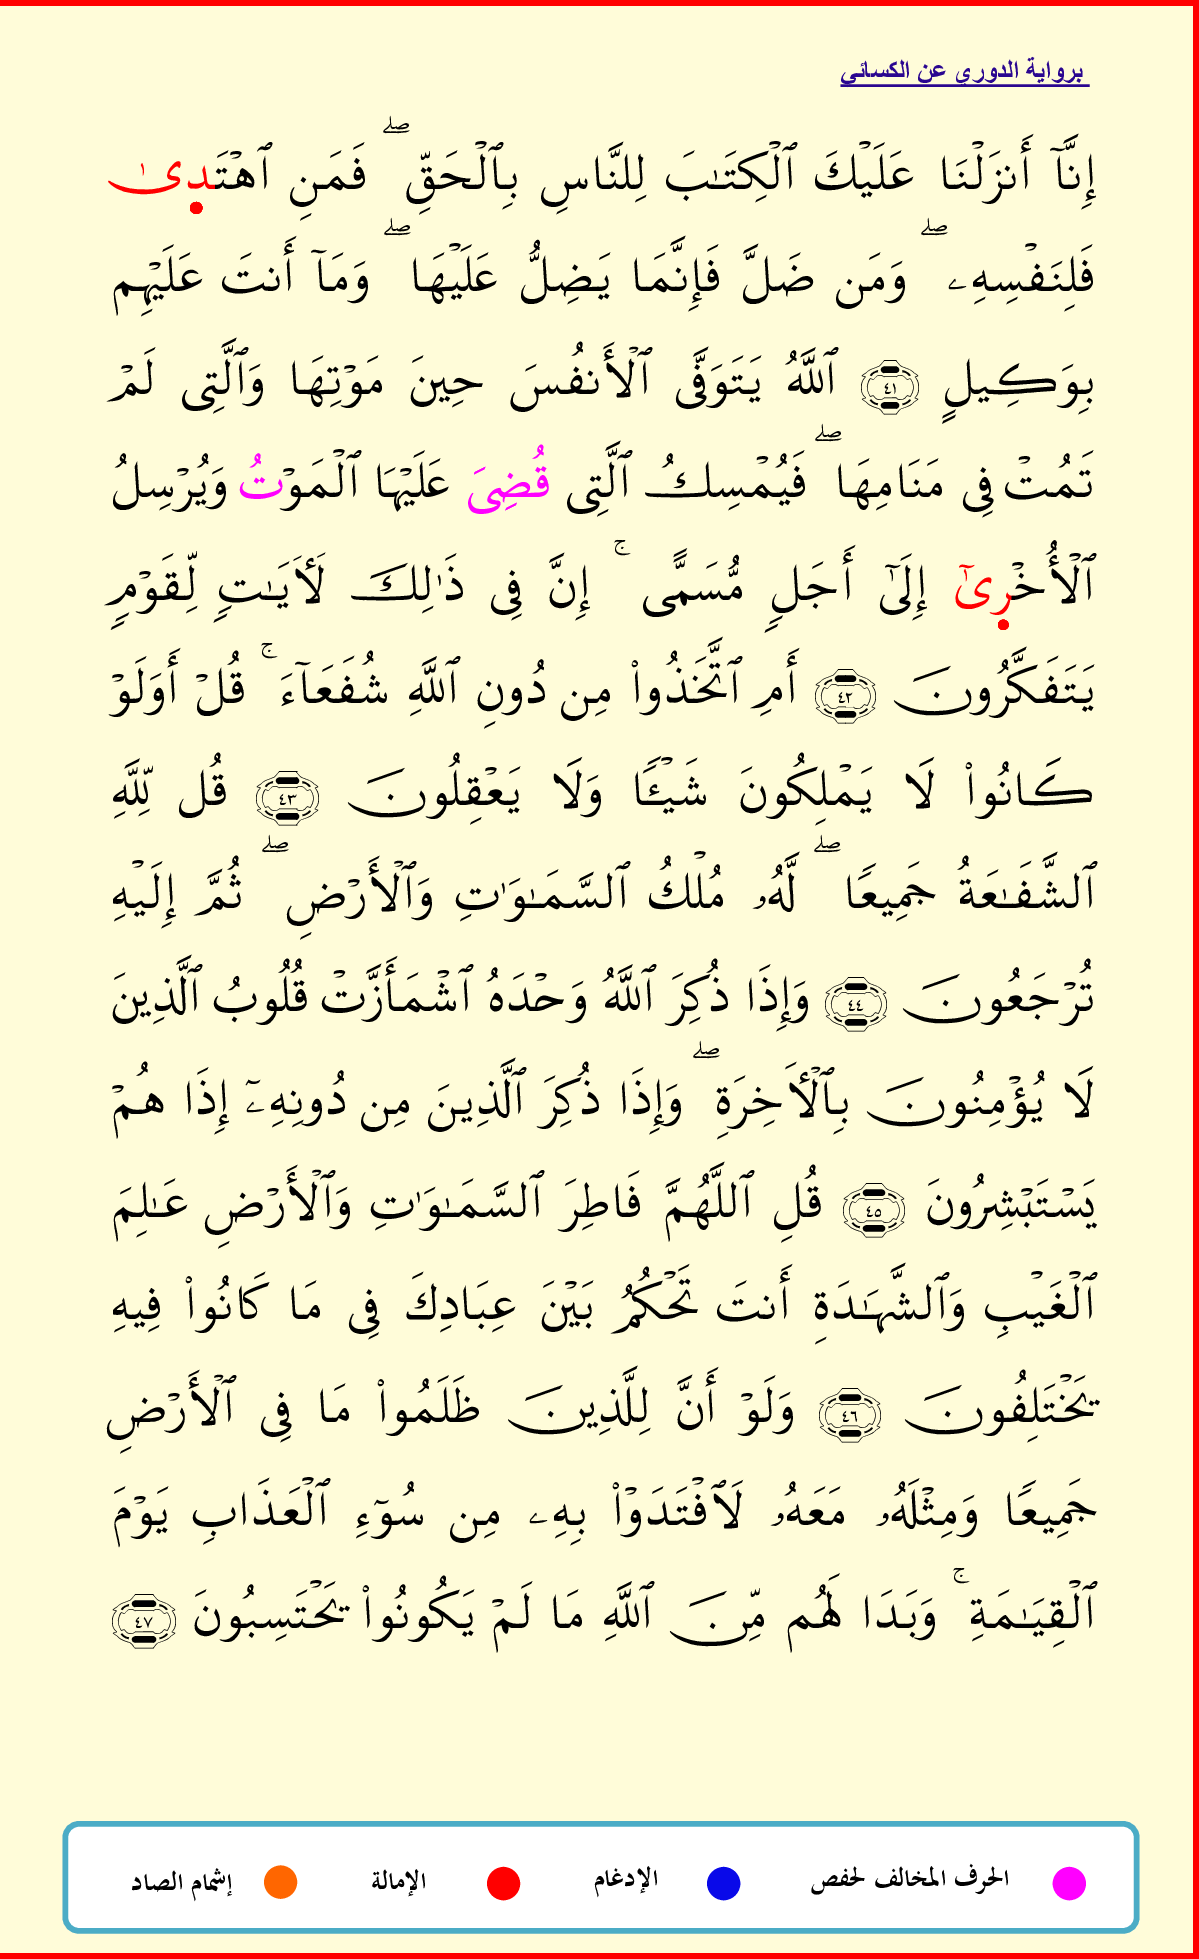 برواية الدوري عن الكسائي
إِنَّآ أَنزَلْنَا عَلَيْكَ ٱلْكِتَـٰبَ لِلنَّاسِ بِٱلْحَقِّ ۖ فَمَنِ ٱهْتَدِىٰ
فَلِنَفْسِهِۦ ۖ وَمَن ضَلَّ فَإِنَّمَا يَضِلُّ عَلَيْهَا ۖ وَمَآ أَنتَ عَلَيْهِم
بِوَكِيلٍ ٤١ ٱللَّهُ يَتَوَفَّى ٱلْأَنفُسَ حِينَ مَوْتِهَا وَٱلَّتِى لَمْ
تَمُتْ فِى مَنَامِهَا ۖ فَيُمْسِكُ ٱلَّتِى قُضِىَ عَلَيْهَا ٱلْمَوْتُ وَيُرْسِلُ
ٱلْأُخْرِىٰٓ إِلَىٰٓ أَجَلٍ مُّسَمًّى ۚ إِنَّ فِى ذَٰلِكَ لَـَٔايَـٰتٍ لِّقَوْمٍ
يَتَفَكَّرُونَ ٤٢ أَمِ ٱتَّخَذُوا۟ مِن دُونِ ٱللَّهِ شُفَعَآءَ ۚ قُلْ أَوَلَوْ
كَانُوا۟ لَا يَمْلِكُونَ شَيْـًٔا وَلَا يَعْقِلُونَ ٤٣ قُل لِّلَّهِ
ٱلشَّفَـٰعَةُ جَمِيعًا ۖ لَّهُۥ مُلْكُ ٱلسَّمَـٰوَٰتِ وَٱلْأَرْضِ ۖ ثُمَّ إِلَيْهِ
تُرْجَعُونَ ٤٤ وَإِذَا ذُكِرَ ٱللَّهُ وَحْدَهُ ٱشْمَأَزَّتْ قُلُوبُ ٱلَّذِينَ
لَا يُؤْمِنُونَ بِٱلْـَٔاخِرَةِ ۖ وَإِذَا ذُكِرَ ٱلَّذِينَ مِن دُونِهِۦٓ إِذَا هُمْ
يَسْتَبْشِرُونَ ٤٥ قُلِ ٱللَّهُمَّ فَاطِرَ ٱلسَّمَـٰوَٰتِ وَٱلْأَرْضِ عَـٰلِمَ
ٱلْغَيْبِ وَٱلشَّهَـٰدَةِ أَنتَ تَحْكُمُ بَيْنَ عِبَادِكَ فِى مَا كَانُوا۟ فِيهِ
يَخْتَلِفُونَ ٤٦ وَلَوْ أَنَّ لِلَّذِينَ ظَلَمُوا۟ مَا فِى ٱلْأَرْضِ
جَمِيعًا وَمِثْلَهُۥ مَعَهُۥ لَٱفْتَدَوْا۟ بِهِۦ مِن سُوٓءِ ٱلْعَذَابِ يَوْمَ
ٱلْقِيَـٰمَةِ ۚ وَبَدَا لَهُم مِّنَ ٱللَّهِ مَا لَمْ يَكُونُوا۟ يَحْتَسِبُونَ ٤٧
الحرف المخالف لحفص الإدغام الإمالة إشمام الصاد